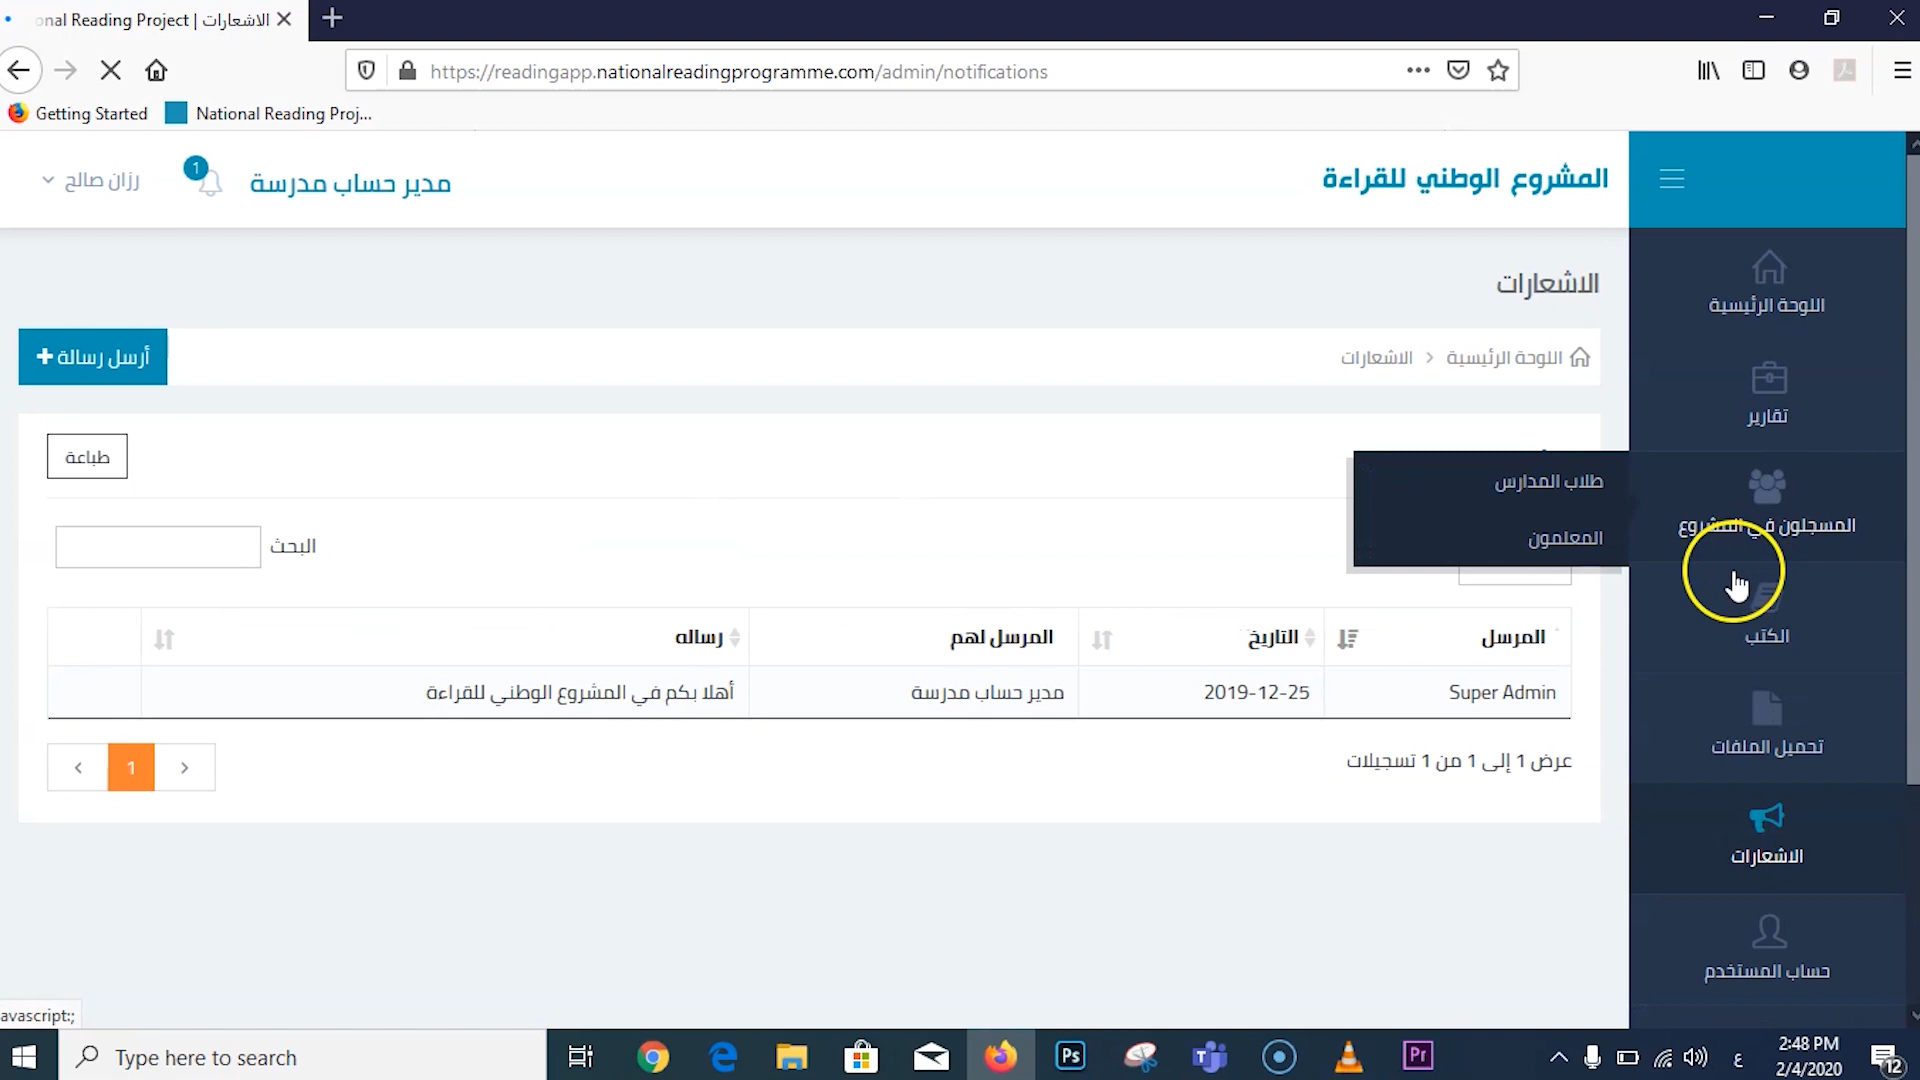 onal Reading Project | الاشعارات
https://readingapp.nationalreadingprogramme.com/admin/notifications
Getting Started
National Reading Proj...
المشروع الوطني للقراءة
مدير حساب مدرسة
1
رزان صالح
اللوحة الرئيسية
تقارير
المسجلون في المشروع
طلاب المدارس
المعلمون
الكتب
تحميل الملفات
الاشعارات
حساب المستخدم
الاشعارات
اللوحة الرئيسية > الاشعارات
أرسل رسالة +
طباعة
البحث
المرسل
التاريخ
المرسل لهم
رساله
Super Admin
2019-12-25
مدير حساب مدرسة
أهلا بكم في المشروع الوطني للقراءة
عرض 1 إلى 1 من 1 تسجيلات
1
avascript:;
Type here to search
Ps
Pr
ع
2:48 PM
2/4/2020
12